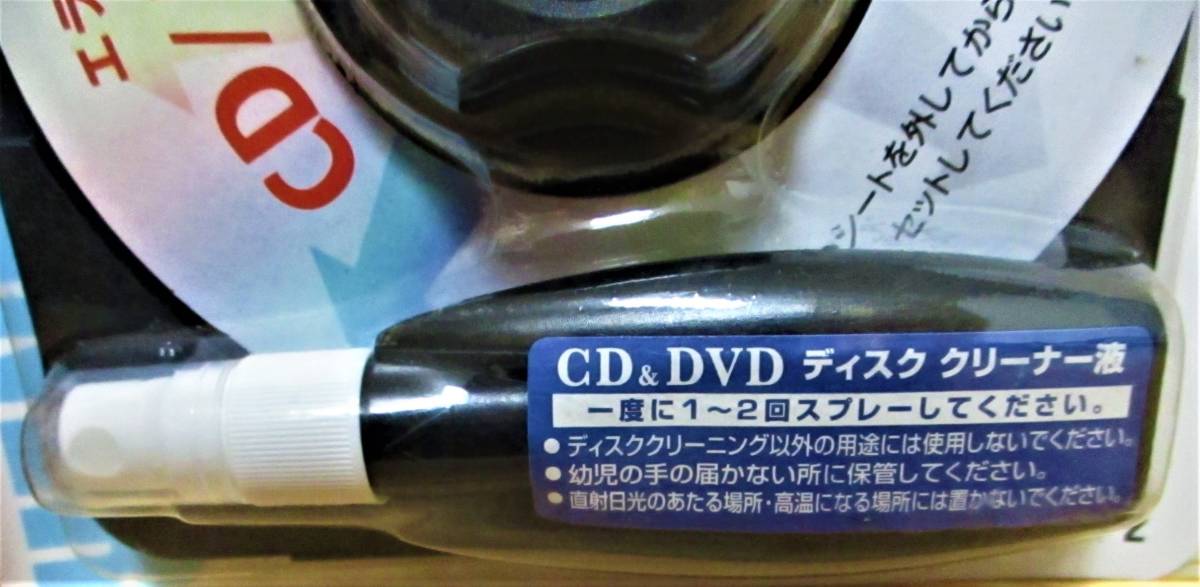 エラ
CD/
シートを外してから
セットしてください
CD&DVD ディスク クリーナー液
一度に1〜2回スプレーしてください。
●ディスククリーニング以外の用途には使用しないでください。
●幼児の手の届かない所に保管してください。
●直射日光のあたる場所・高温になる場所には置かないでください。